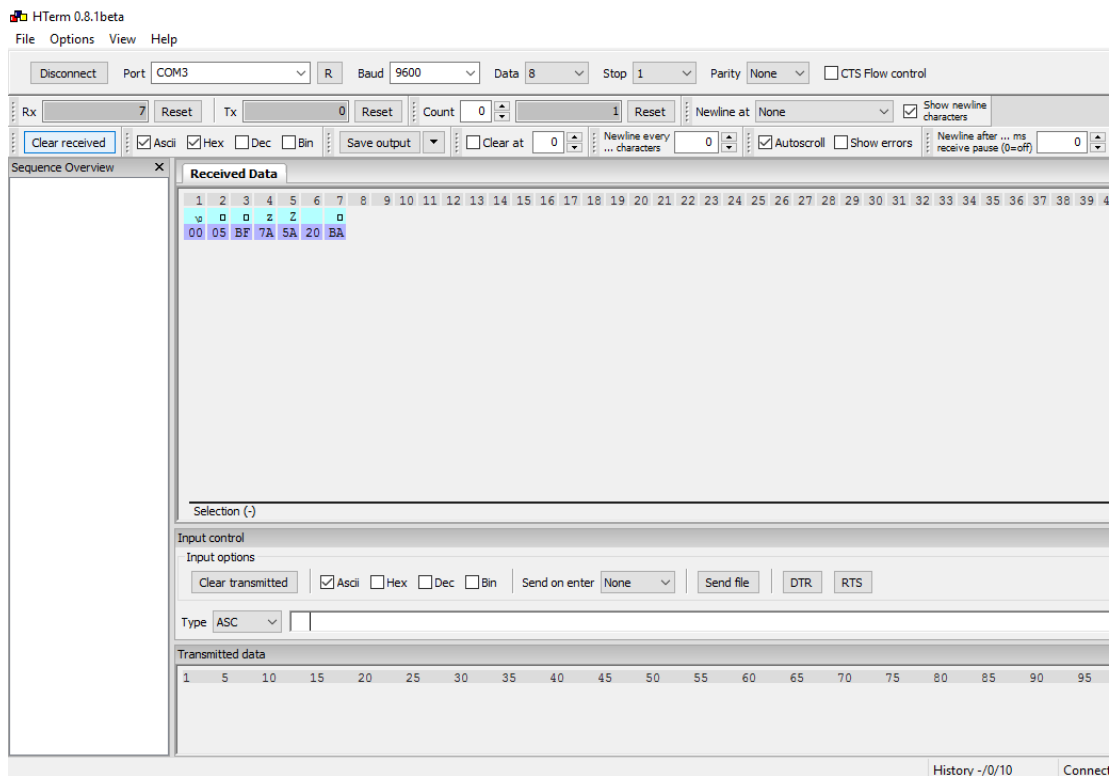 HTerm 0.8.1beta
File Options View Help
Disconnect Port COM3 R Baud 9600 Data 8 Stop 1 Parity None CTS Flow control
Rx 7 Reset Tx 0 Reset Count 0 1 Reset Newline at None Show newline characters
Clear received Ascii Hex Dec Bin Save output Clear at 0 Newline every ... characters 0 Autoscroll Show errors Newline after ... ms receive pause (0=off) 0
Sequence Overview X Received Data
1 2 3 4 5 6 7 8 9 10 11 12 13 14 15 16 17 18 19 20 21 22 23 24 25 26 27 28 29 30 31 32 33 34 35 36 37 38 39 4
z Z
00 05 BF 7A 5A 20 BA
Selection (-)
Input control
Input options
Clear transmitted Ascii Hex Dec Bin Send on enter None Send file DTR RTS
Type ASC
Transmitted data
1 5 10 15 20 25 30 35 40 45 50 55 60 65 70 75 80 85 90 95
History -/0/10 Connect